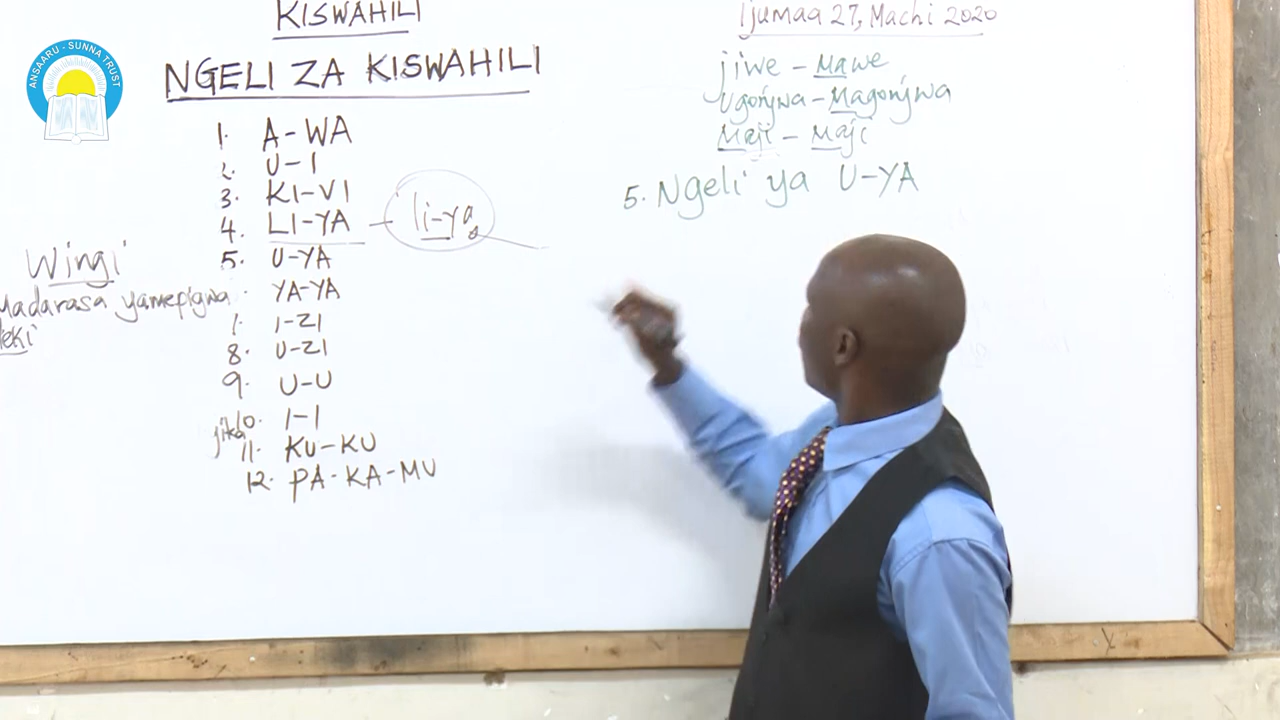 ANSAARU - SUNNA TRUST
KISWAHILI
NGELI ZA KISWAHILI
1. A-WA
2. U-I
3. KI-VI
4. LI-YA - li-ya
5. U-YA
YA-YA
I-ZI
8. U-ZI
9. U-U
10. I-I
jika
11. KU-KU
12. PA-KA-MU
Wingi
Madarasa yamepigwa
deki
Ijumaa 27, Machi 2020
jiwe - Mawe
Ugonjwa - Magonjwa
Maji - Maji
5. Ngeli ya U-YA